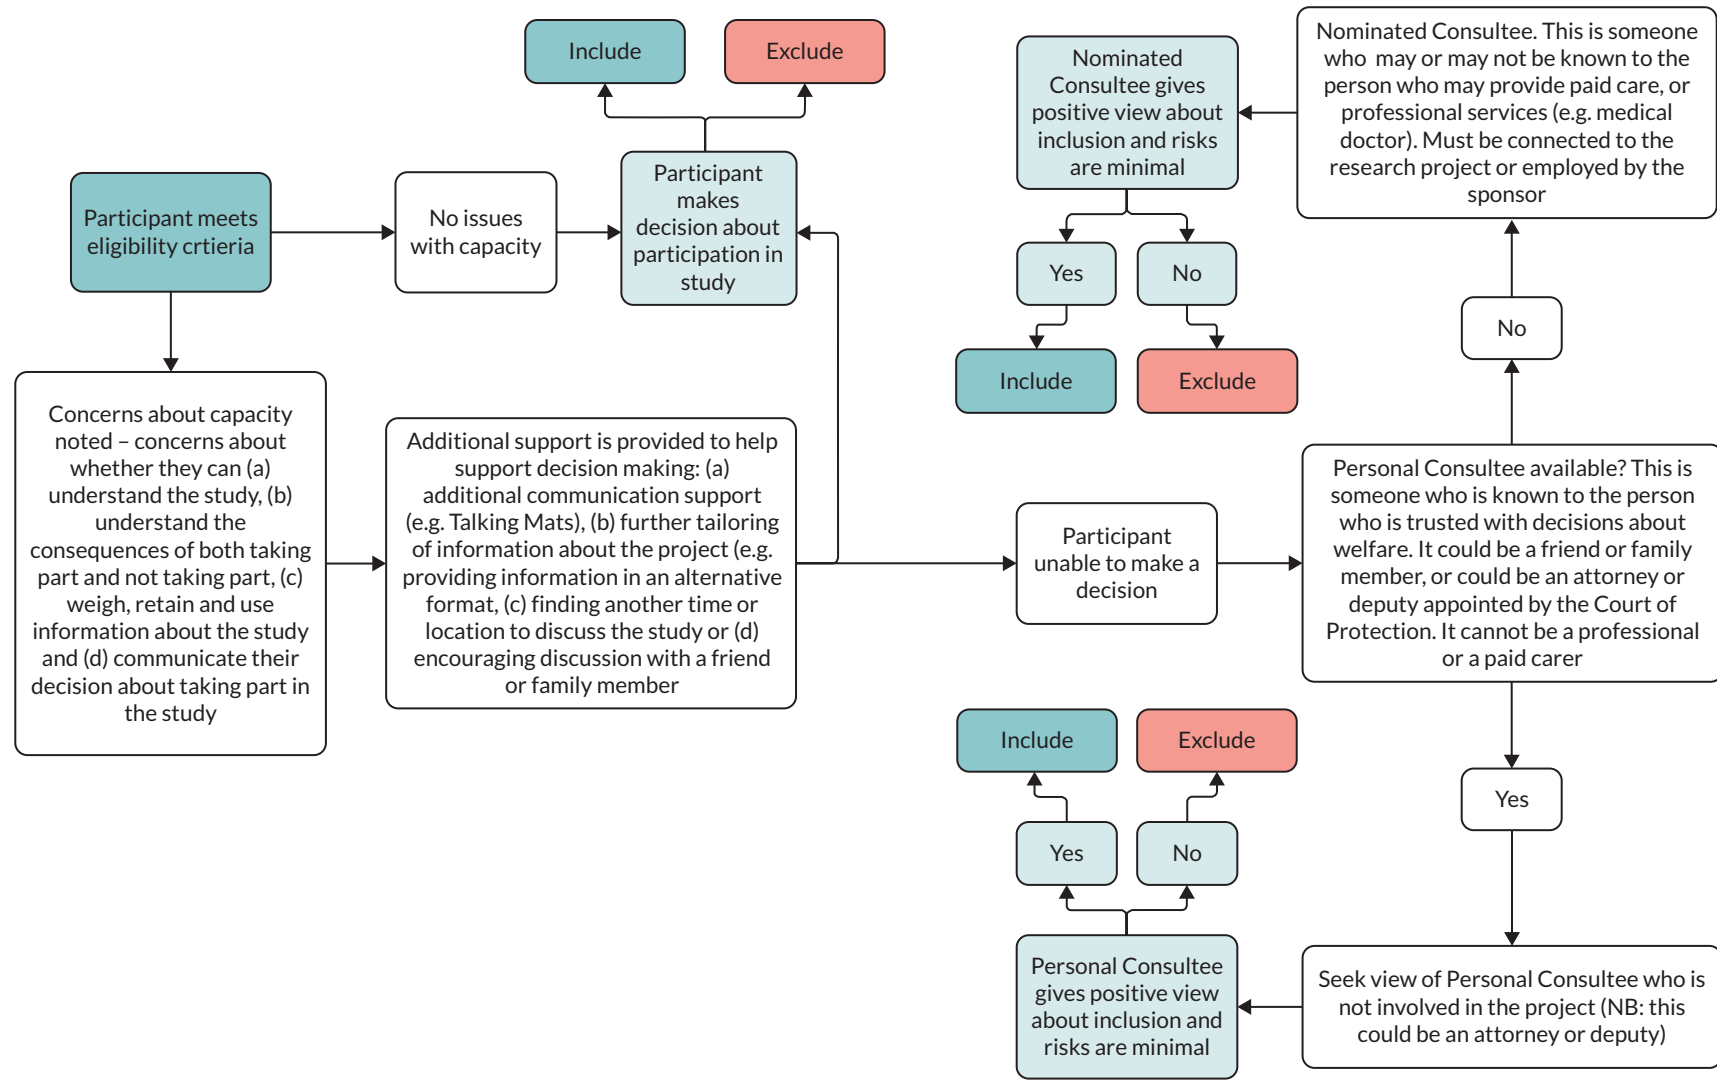 Include
Exclude
Participant meets
eligibility crtieria
No issues
with capacity
Participant
makes
decision about
participation in
study
Concerns about capacity
noted – concerns about
whether they can (a)
understand the study, (b)
understand the
consequences of both taking
part and not taking part, (c)
weigh, retain and use
information about the study
and (d) communicate their
decision about taking part in
the study
Additional support is provided to help
support decision making: (a)
additional communication support
(e.g. Talking Mats), (b) further tailoring
of information about the project (e.g.
providing information in an alternative
format, (c) finding another time or
location to discuss the study or (d)
encouraging discussion with a friend
or family member
Participant
unable to make a
decision
Personal Consultee available? This is
someone who is known to the person
who is trusted with decisions about
welfare. It could be a friend or family
member, or could be an attorney or
deputy appointed by the Court of
Protection. It cannot be a professional
or a paid carer
No
Nominated Consultee. This is someone
who may or may not be known to the
person who may provide paid care, or
professional services (e.g. medical
doctor). Must be connected to the
research project or employed by the
sponsor
Nominated
Consultee gives
positive view about
inclusion and risks
are minimal
Yes
No
Include
Exclude
Yes
Seek view of Personal Consultee who is
not involved in the project (NB: this
could be an attorney or deputy)
Personal Consultee
gives positive view
about inclusion and
risks are minimal
Yes
No
Include
Exclude